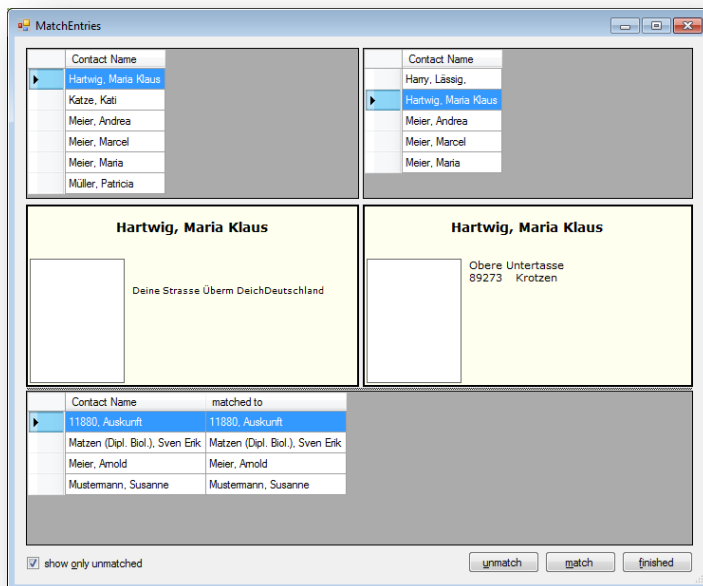 MatchEntries
Contact Name
Hartwig, Maria Klaus
Katze, Kati
Meier, Andrea
Meier, Marcel
Meier, Maria
Müller, Patricia
Contact Name
Harry, Lässig,
Hartwig, Maria Klaus
Meier, Andrea
Meier, Marcel
Meier, Maria
Hartwig, Maria Klaus
Deine Strasse Überm DeichDeutschland
Hartwig, Maria Klaus
Obere Untertasse
89273 Krotzen
Contact Name matched to
11880, Auskunft 11880, Auskunft
Matzen (Dipl. Biol.), Sven Erik Matzen (Dipl. Biol.), Sven Erik
Meier, Arnold Meier, Arnold
Mustermann, Susanne Mustermann, Susanne
show only unmatched unmatch match finished